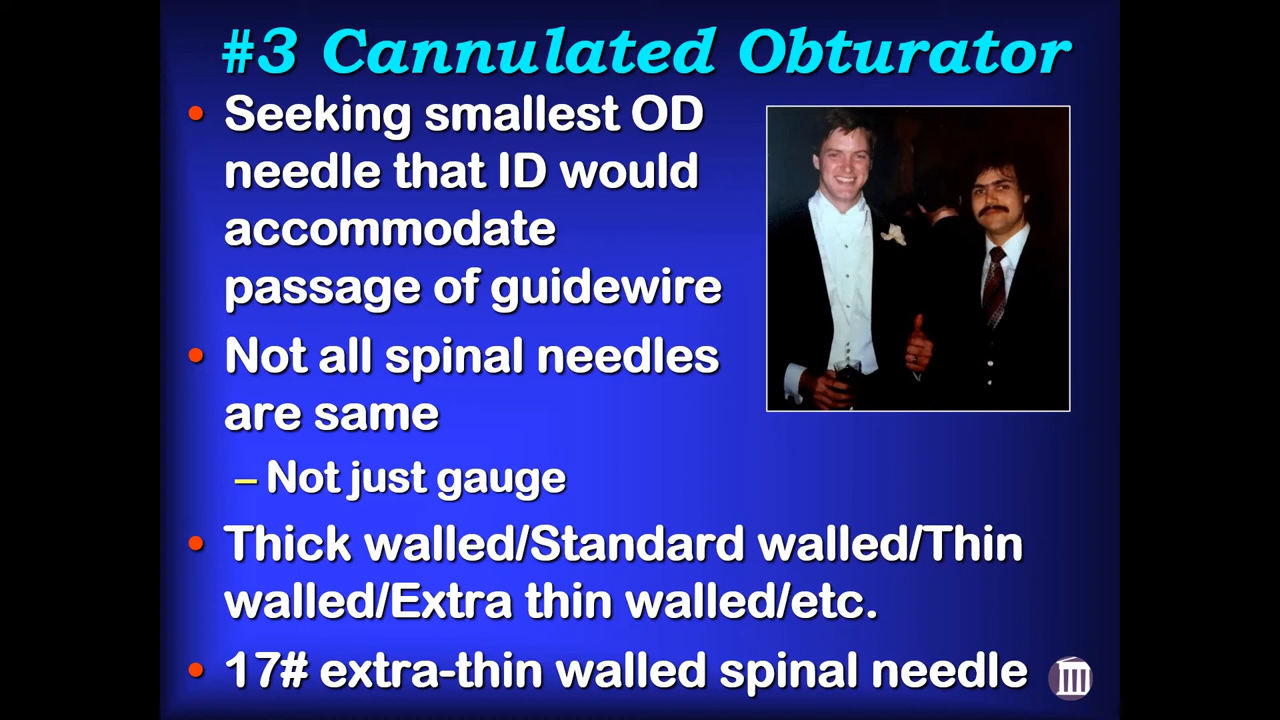 #3 Cannulated Obturator
• Seeking smallest OD
needle that ID would
accommodate
passage of guidewire
• Not all spinal needles
are same
– Not just gauge
• Thick walled/Standard walled/Thin
walled/Extra thin walled/etc.
• 17# extra-thin walled spinal needle